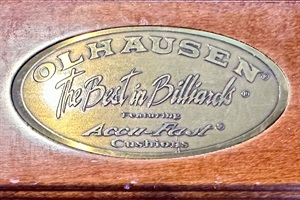 OLHAUSEN®
The Best in Billiards®
Featuring
Accu-Fast®
Cushions